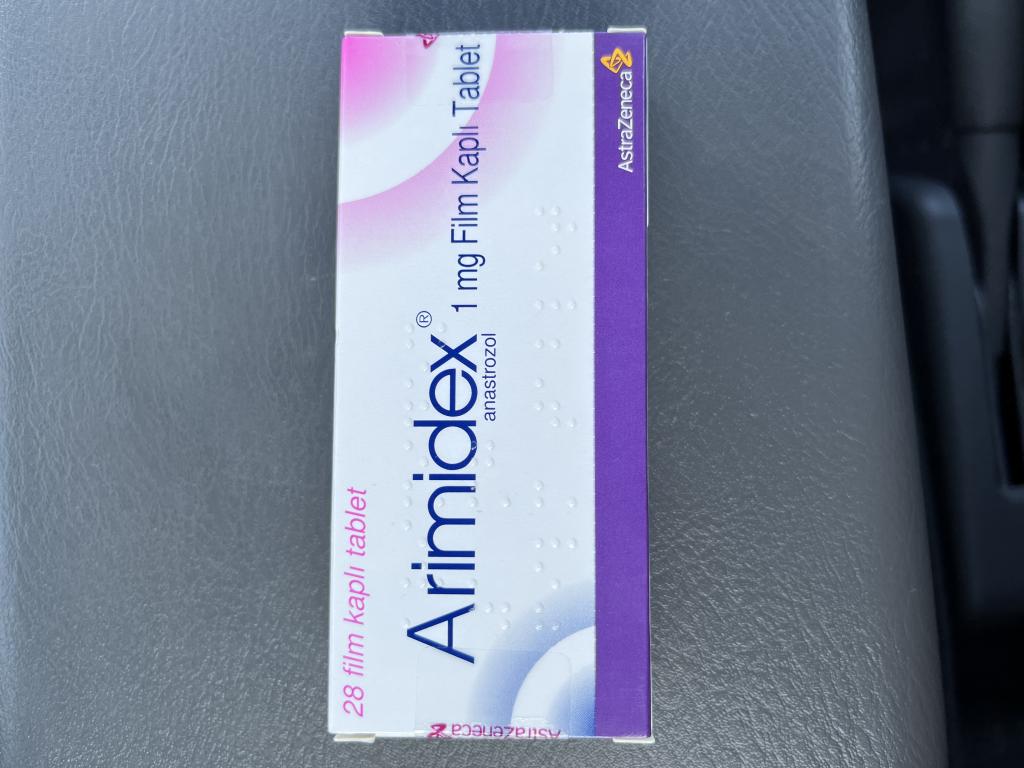 28 film kaplı tablet
Arimidex® 1 mg Film Kaplı Tablet
anastrozol
AstraZeneca
AstraZeneca